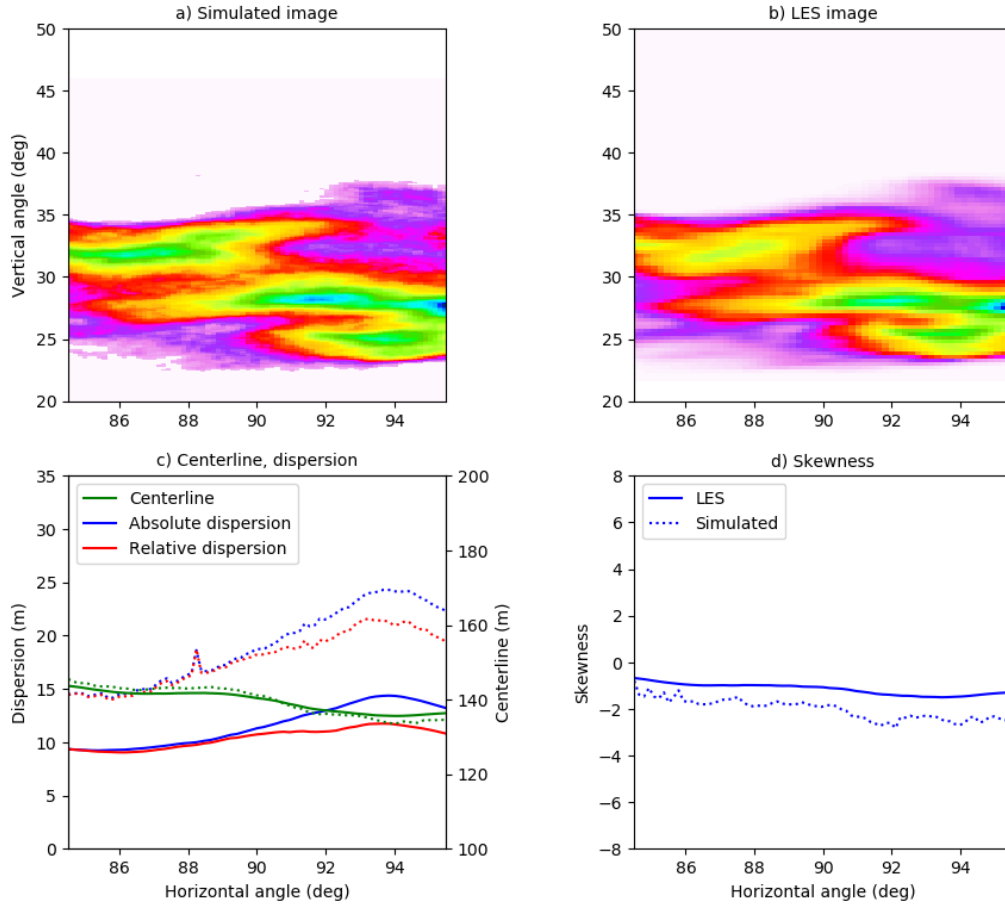 a) Simulated image
50
45
40
35
30
25
20
Vertical angle (deg)
86 88 90 92 94
b) LES image
50
45
40
35
30
25
20
86 88 90 92 94
c) Centerline, dispersion
35
30
25
20
15
10
5
0
Dispersion (m)
Centerline
Absolute dispersion
Relative dispersion
200
180
160
140
120
100
Centerline (m)
86 88 90 92 94
Horizontal angle (deg)
d) Skewness
8
6
4
2
0
−2
−4
−6
−8
Skewness
LES
Simulated
86 88 90 92 94
Horizontal angle (deg)